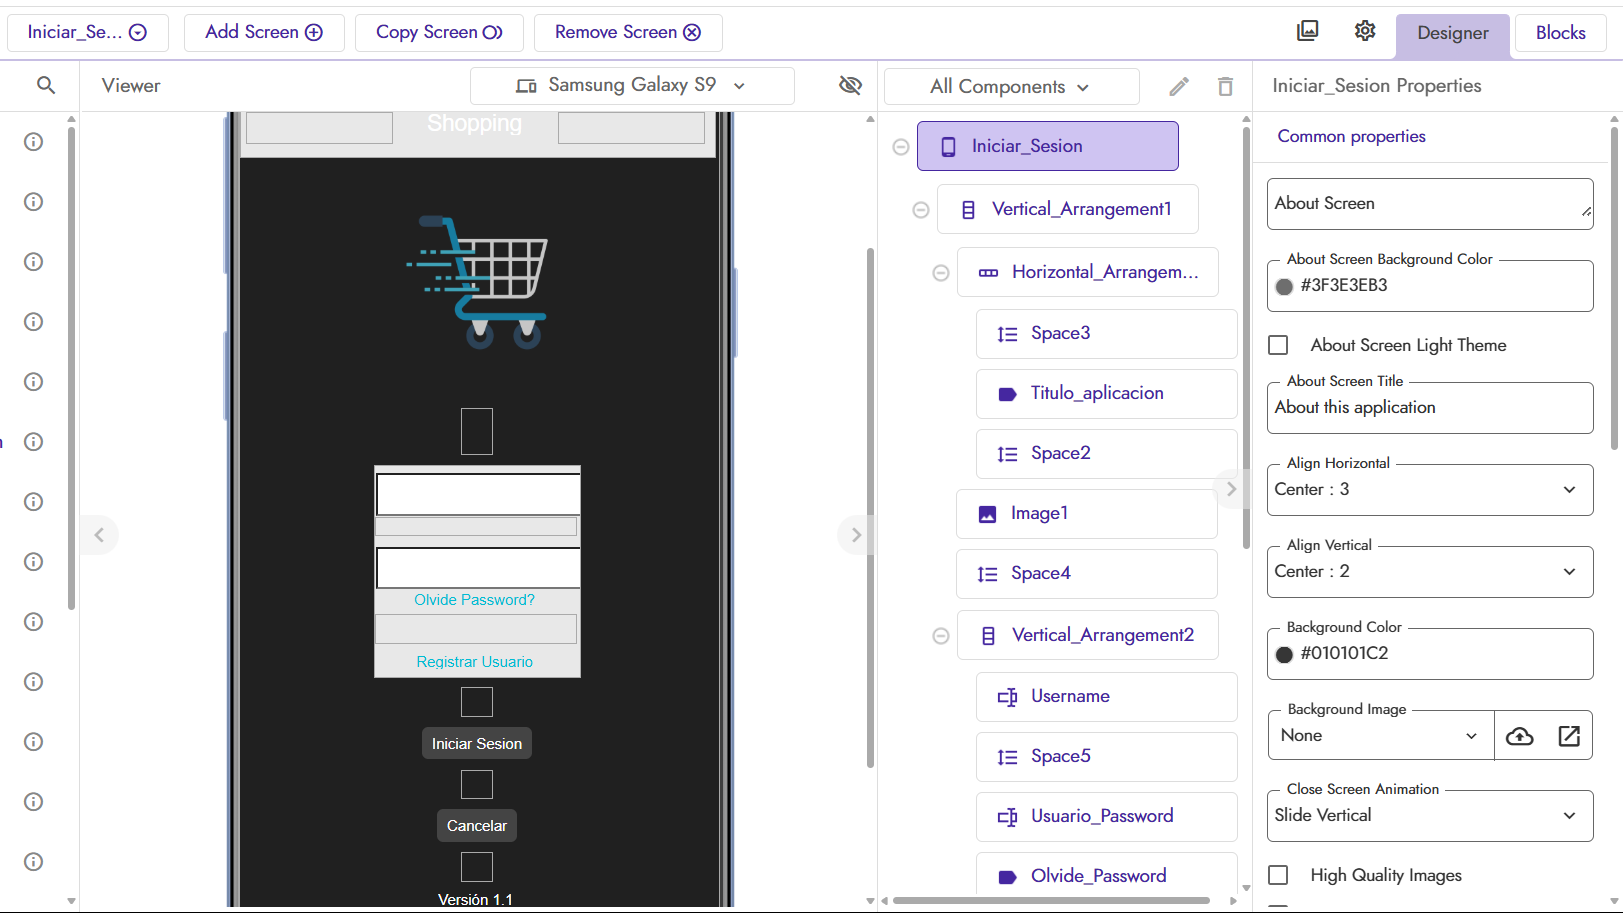 Iniciar_Se...
Add Screen
Copy Screen
Remove Screen
Designer
Blocks
Viewer
Samsung Galaxy S9
All Components
Iniciar_Sesion Properties
Shopping
Olvide Password?
Registrar Usuario
Iniciar Sesion
Cancelar
Versión 1.1
Iniciar_Sesion
Vertical_Arrangement1
Horizontal_Arrangem...
Space3
Titulo_aplicacion
Space2
Image1
Space4
Vertical_Arrangement2
Username
Space5
Usuario_Password
Olvide_Password
Common properties
About Screen
About Screen Background Color
#3F3E3EB3
About Screen Light Theme
About Screen Title
About this application
Align Horizontal
Center : 3
Align Vertical
Center : 2
Background Color
#010101C2
Background Image
None
Close Screen Animation
Slide Vertical
High Quality Images